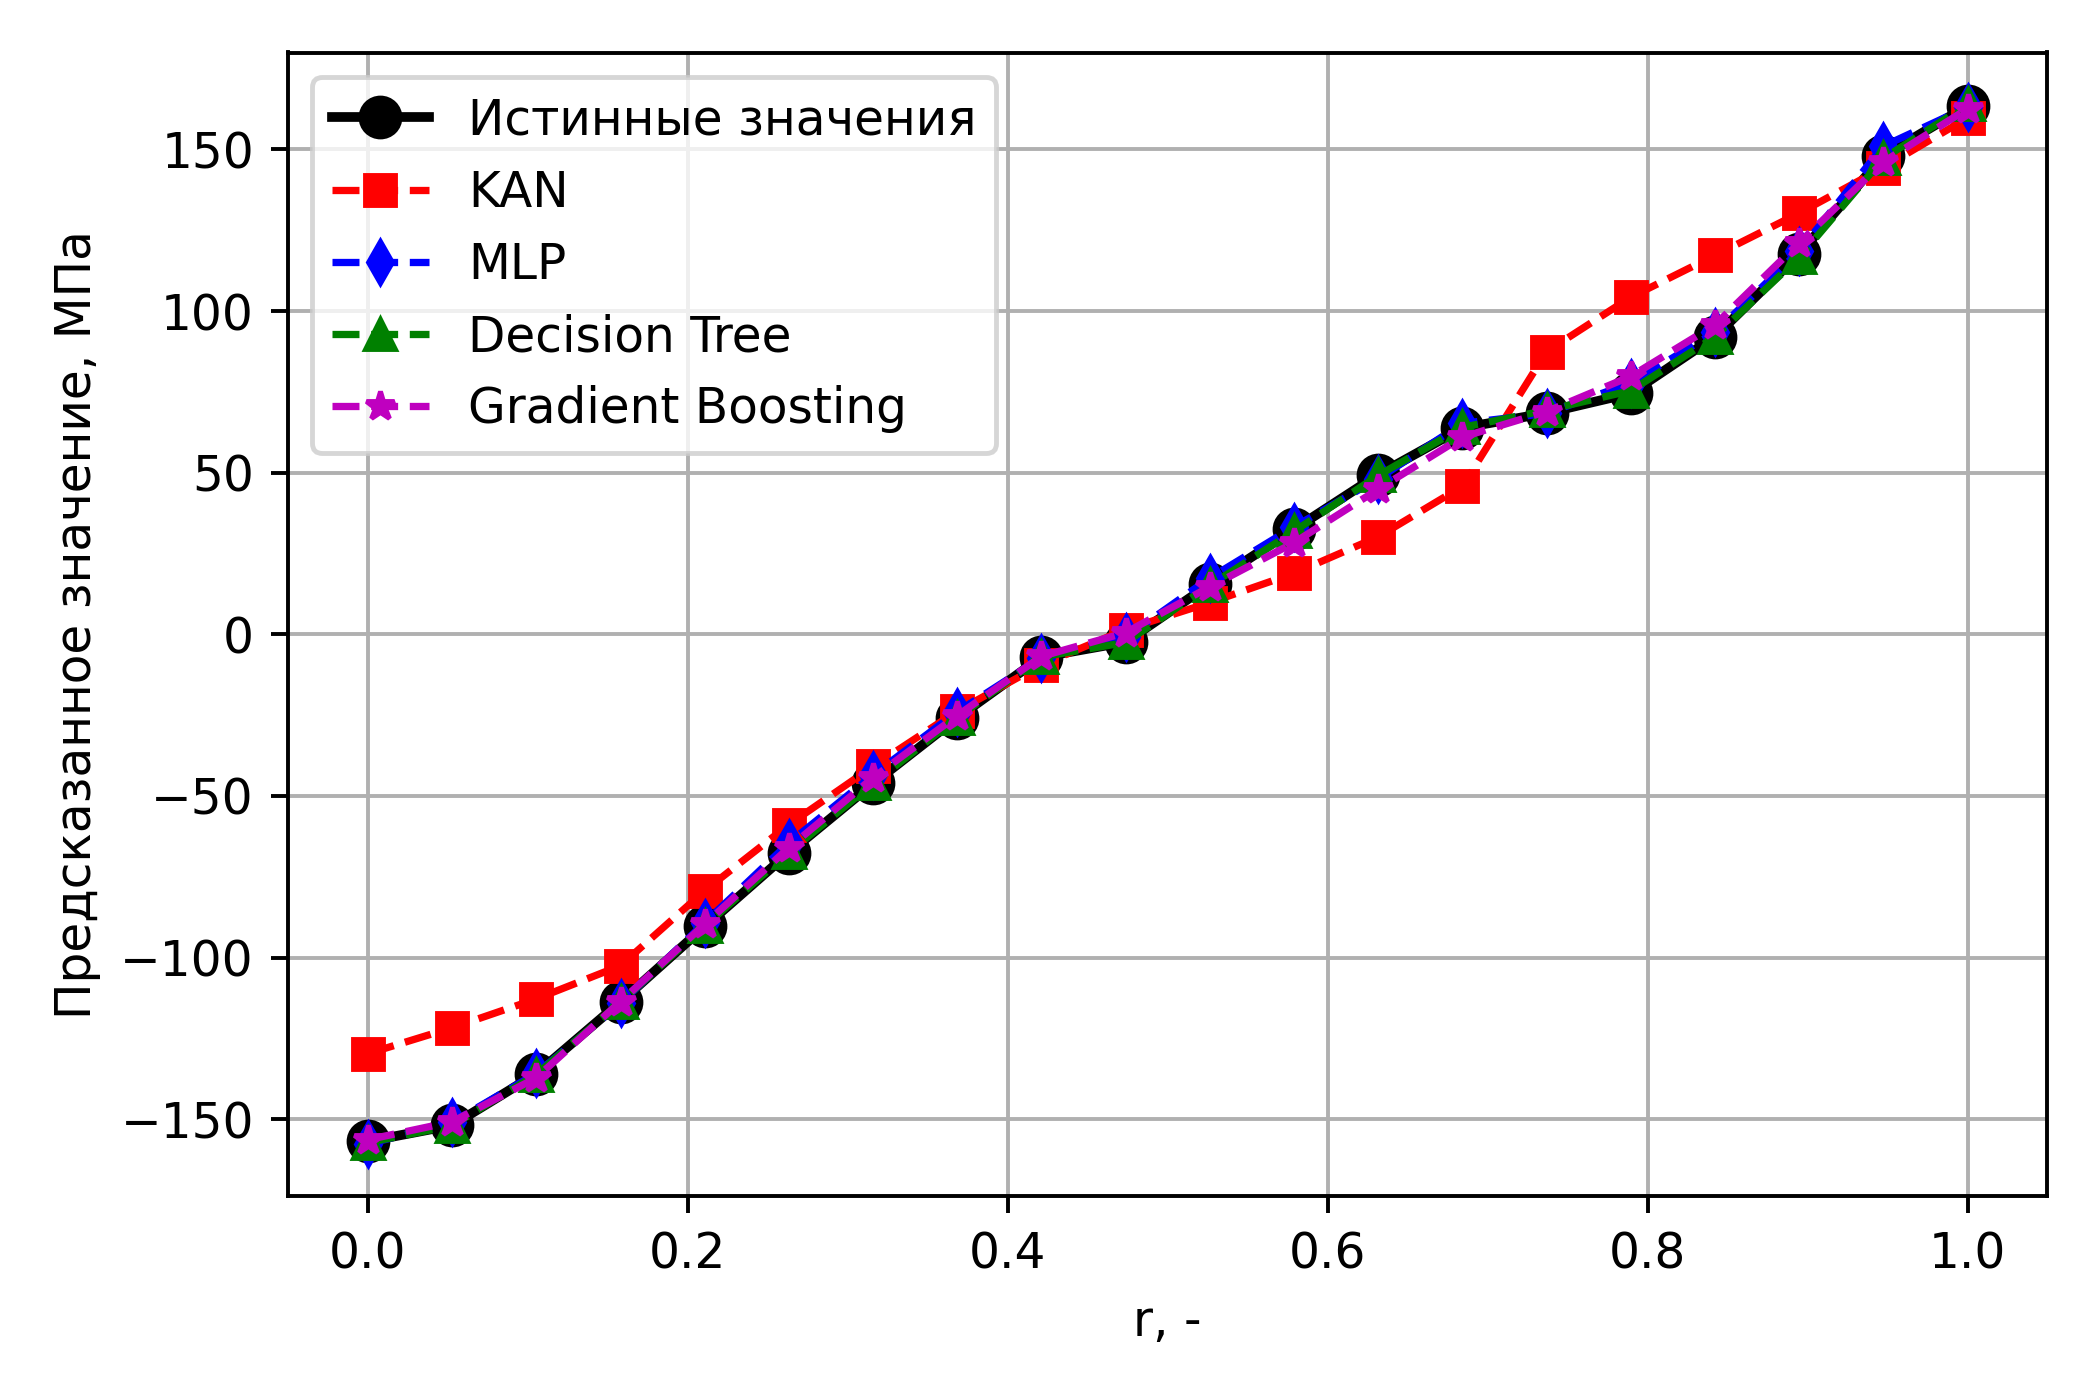 Истинные значения
KAN
MLP
Decision Tree
Gradient Boosting
Предсказанное значение, МПа
150
100
50
0
−50
−100
−150
0.0
0.2
0.4
0.6
0.8
1.0
r, -